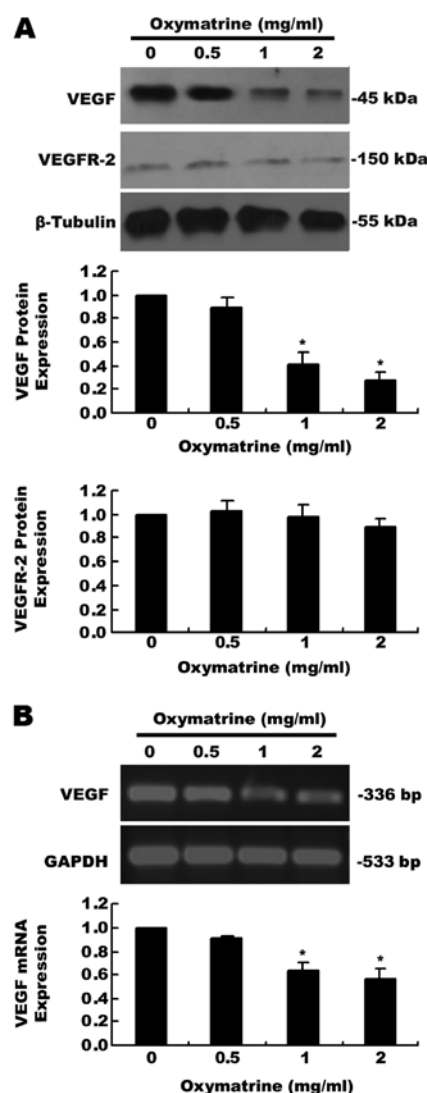 A
Oxymatrine (mg/ml)
0 0.5 1 2
VEGF -45 kDa
VEGFR-2 -150 kDa
β-Tubulin -55 kDa
VEGF Protein
Expression
1.2
1.0
0.8
0.6
0.4
0.2
0.0
* *
0 0.5 1 2
Oxymatrine (mg/ml)
VEGFR-2 Protein
Expression
1.2
1.0
0.8
0.6
0.4
0.2
0.0
0 0.5 1 2
Oxymatrine (mg/ml)
B
Oxymatrine (mg/ml)
0 0.5 1 2
VEGF -336 bp
GAPDH -533 bp
VEGF mRNA
Expression
1.2
1.0
0.8
0.6
0.4
0.2
0.0
* *
0 0.5 1 2
Oxymatrine (mg/ml)